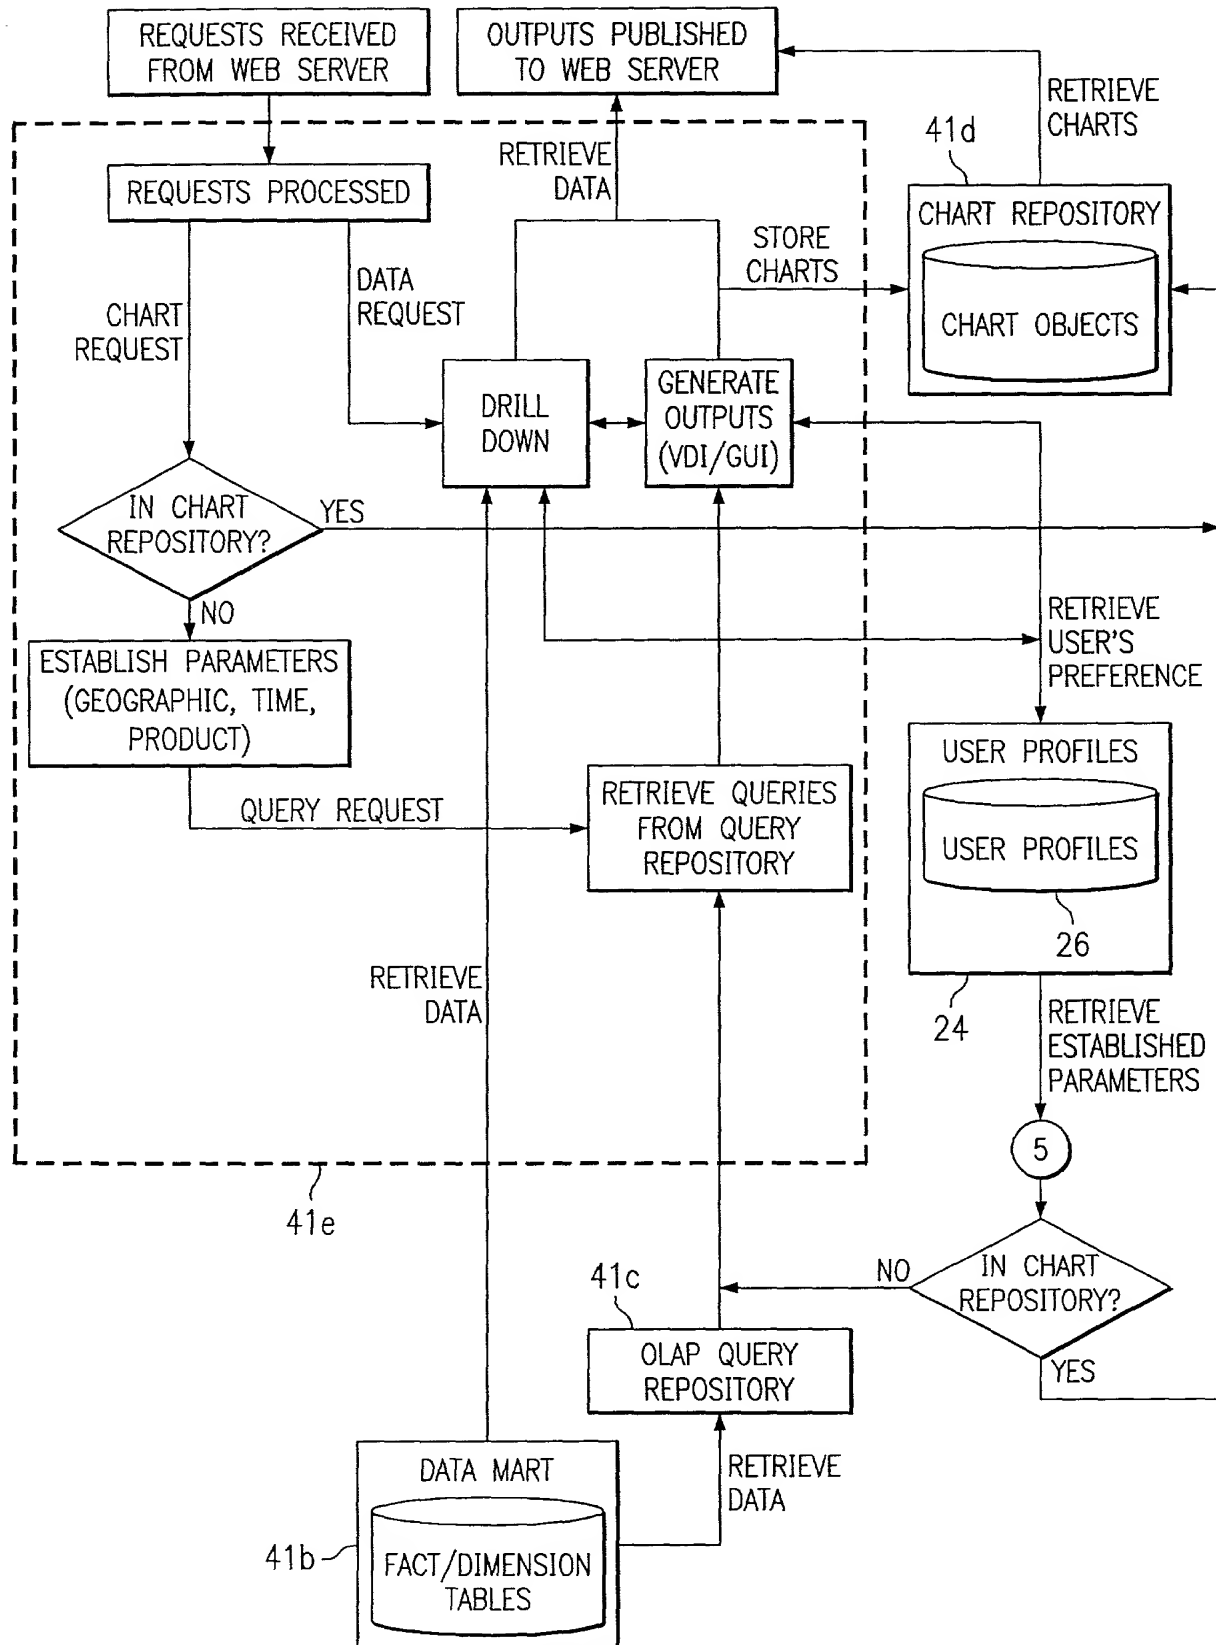 REQUESTS RECEIVED
FROM WEB SERVER
OUTPUTS PUBLISHED
TO WEB SERVER
RETRIEVE
CHARTS
41d
RETRIEVE
DATA
REQUESTS PROCESSED
CHART REPOSITORY
CHART OBJECTS
STORE
CHARTS
DATA
REQUEST
CHART
REQUEST
DRILL
DOWN
GENERATE
OUTPUTS
(VDI/GUI)
IN CHART
REPOSITORY?
YES
NO
RETRIEVE
USER'S
PREFERENCE
ESTABLISH PARAMETERS
(GEOGRAPHIC, TIME,
PRODUCT)
USER PROFILES
USER PROFILES
26
24
QUERY REQUEST
RETRIEVE QUERIES
FROM QUERY
REPOSITORY
RETRIEVE
DATA
RETRIEVE
ESTABLISHED
PARAMETERS
5
41e
IN CHART
REPOSITORY?
NO
YES
41c
OLAP QUERY
REPOSITORY
RETRIEVE
DATA
DATA MART
FACT/DIMENSION
TABLES
41b